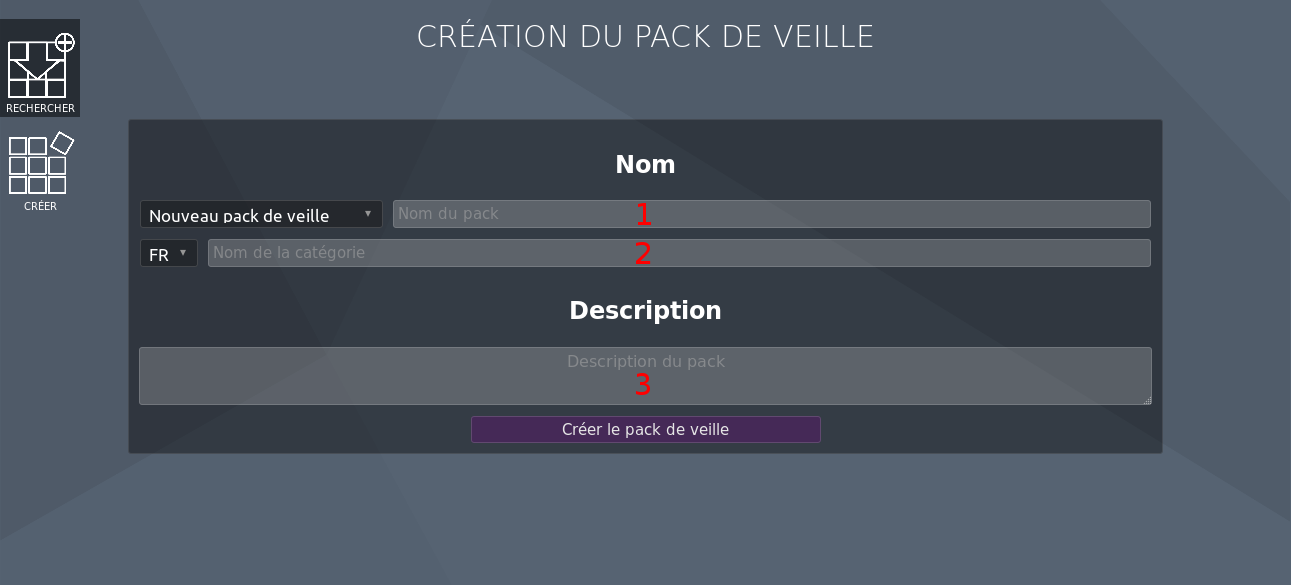 CRÉATION DU PACK DE VEILLE
RECHERCHER
CRÉER
Nom
Nouveau pack de veille ▾ Nom du pack 1
FR ▾ Nom de la catégorie 2
Description
Description du pack
3
Créer le pack de veille